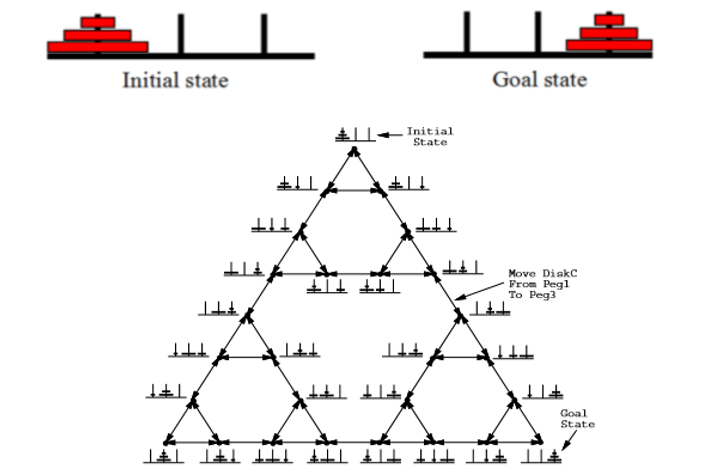 Initial state
Goal state
Initial
State
Move DiskC
From Peg1
To Peg3
Goal
State